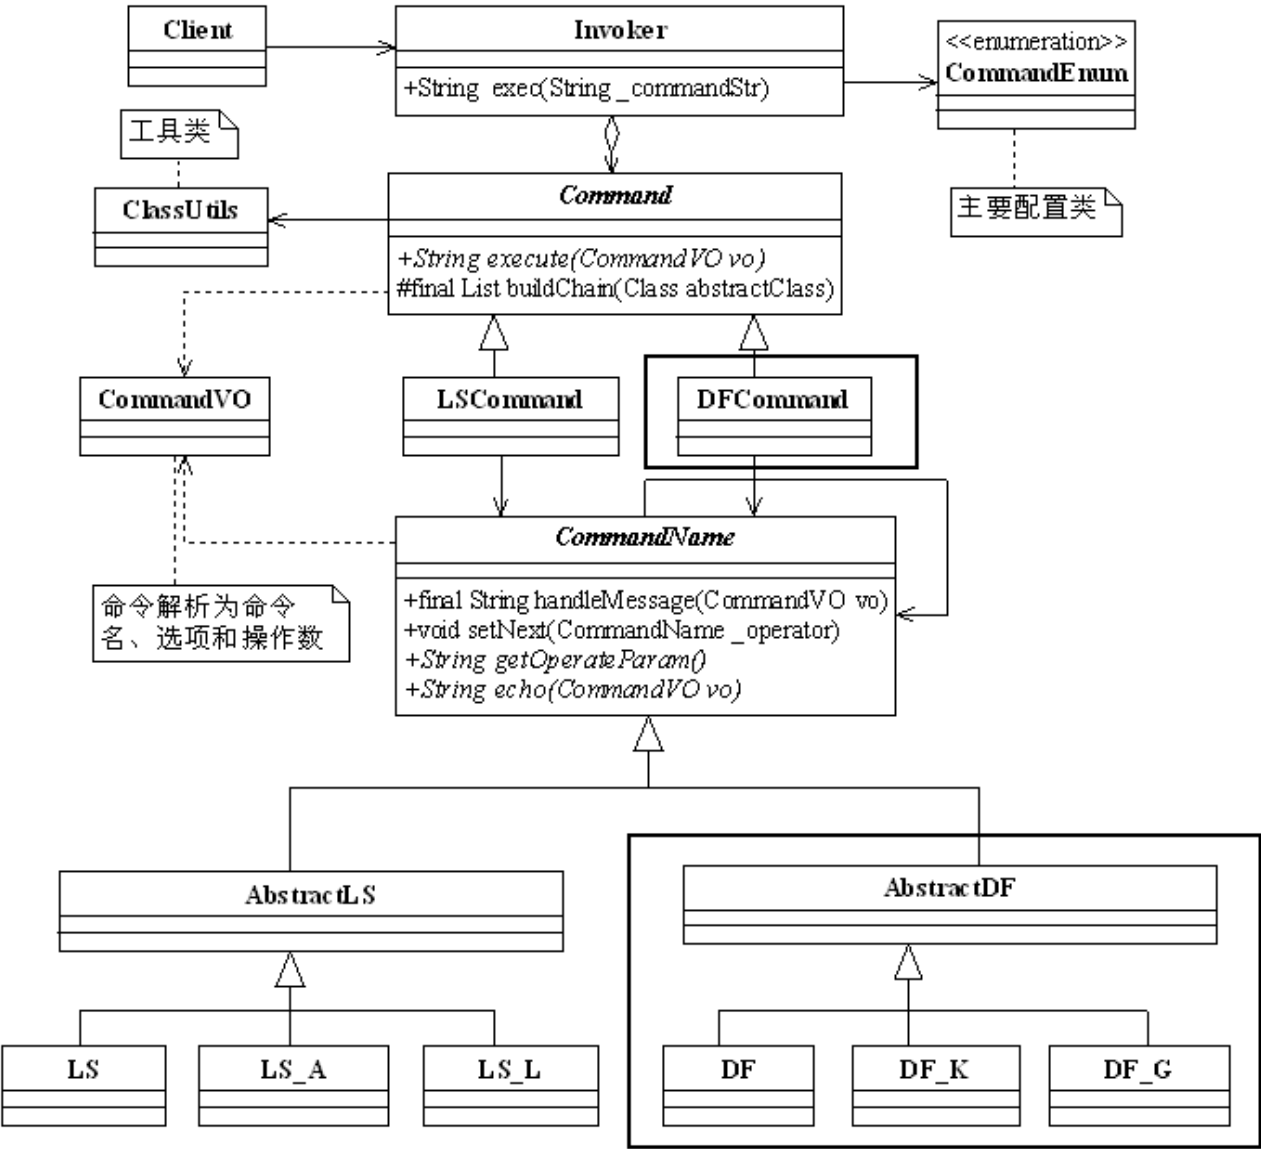 Client
Invoker
+String exec(String _commandStr)
<<enumeration>>
CommandEnum
工具类
主要配置类
ClassUtils
Command
+String execute(CommandVO vo)
#final List buildChain(Class abstractClass)
CommandVO
LSCommand
DFCommand
CommandName
+final String handleMessage(CommandVO vo)
+void setNext(CommandName _operator)
+String getOperateParam()
+String echo(CommandVO vo)
命令解析为命令
名、选项和操作数
AbstractLS
AbstractDF
LS
LS_A
LS_L
DF
DF_K
DF_G